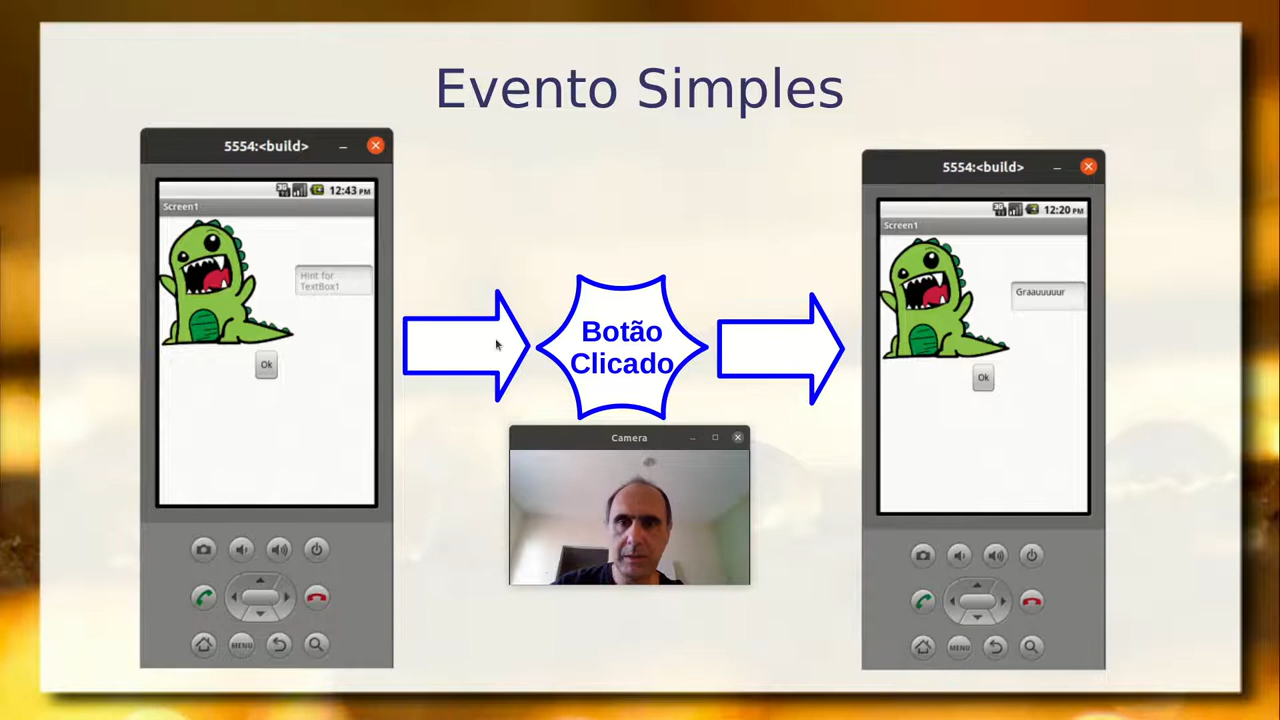 Evento Simples
5554:<build>
12:43 PM
Screen1
Hint for
TextBox1
Ok
MENU
Botão
Clicado
Camera
5554:<build>
12:20 PM
Screen1
Graauuuuur
Ok
MENU